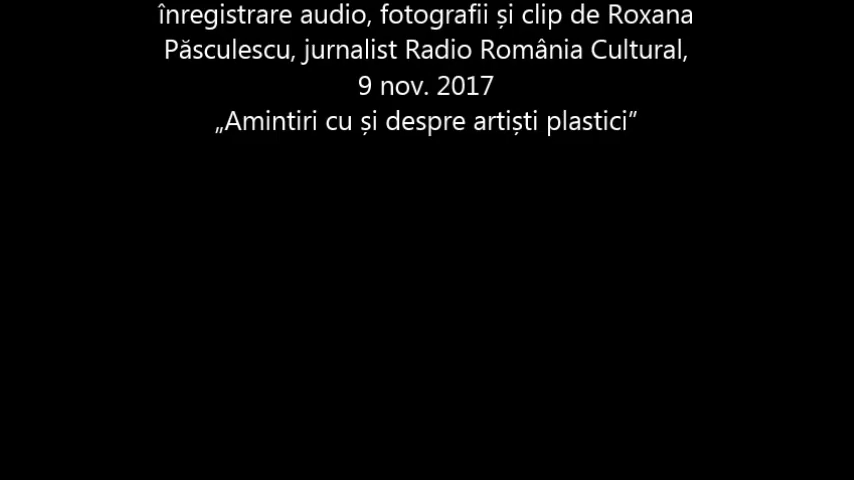 înregistrare audio, fotografii și clip de Roxana
Păsculescu, jurnalist Radio România Cultural,
9 nov. 2017
„Amintiri cu și despre artiști plastici”